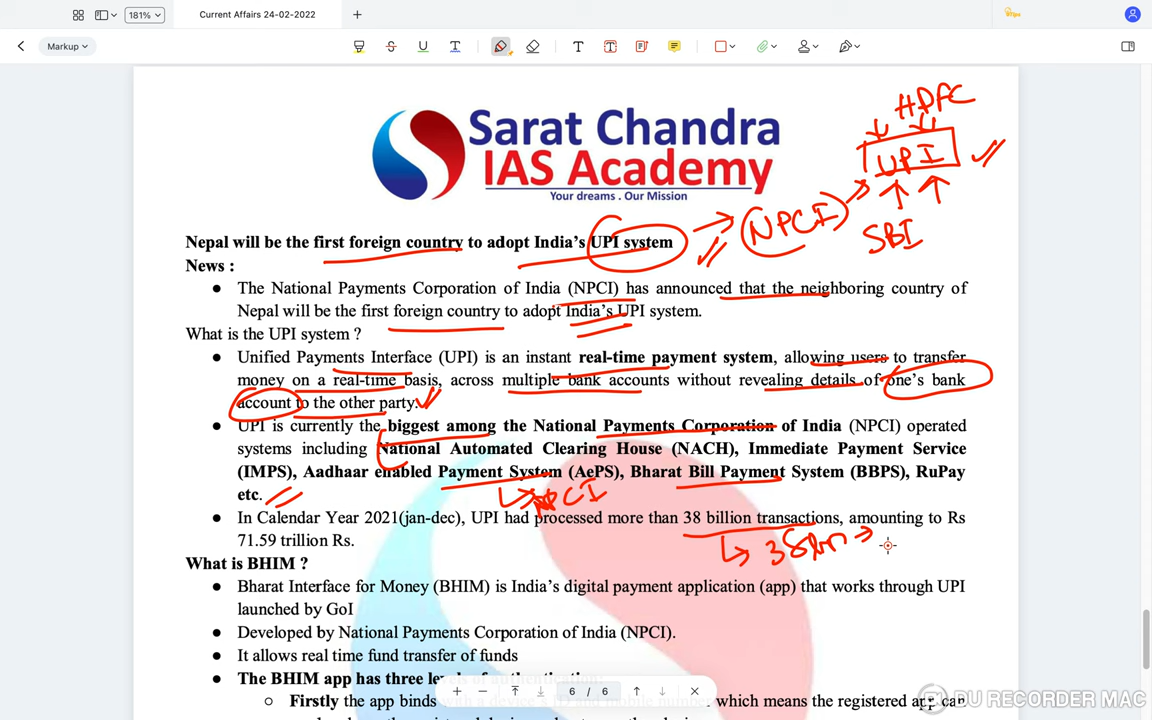 181%
Current Affairs 24-02-2022
Markup
HDFC
Sarat Chandra
UPI
IAS Academy
Your dreams . Our Mission
NPCI
SBI
Nepal will be the first foreign country to adopt India's UPI system
News :
● The National Payments Corporation of India (NPCI) has announced that the neighboring country of
Nepal will be the first foreign country to adopt India's UPI system.
What is the UPI system ?
● Unified Payments Interface (UPI) is an instant real-time payment system, allowing users to transfer
money on a real-time basis, across multiple bank accounts without revealing details of one's bank
account to the other party.
● UPI is currently the biggest among the National Payments Corporation of India (NPCI) operated
systems including National Automated Clearing House (NACH), Immediate Payment Service
(IMPS), Aadhaar enabled Payment System (AePS), Bharat Bill Payment System (BBPS), RuPay
etc.
NPCI
● In Calendar Year 2021(jan-dec), UPI had processed more than 38 billion transactions, amounting to Rs
71.59 trillion Rs.
38bn
What is BHIM ?
● Bharat Interface for Money (BHIM) is India's digital payment application (app) that works through UPI
launched by GoI
● Developed by National Payments Corporation of India (NPCI).
● It allows real time fund transfer of funds
● The BHIM app has three levels of authentication:
6 / 6
○ Firstly the app binds with a device's ID and mobile number, which means the registered app can
DU RECORDER MAC